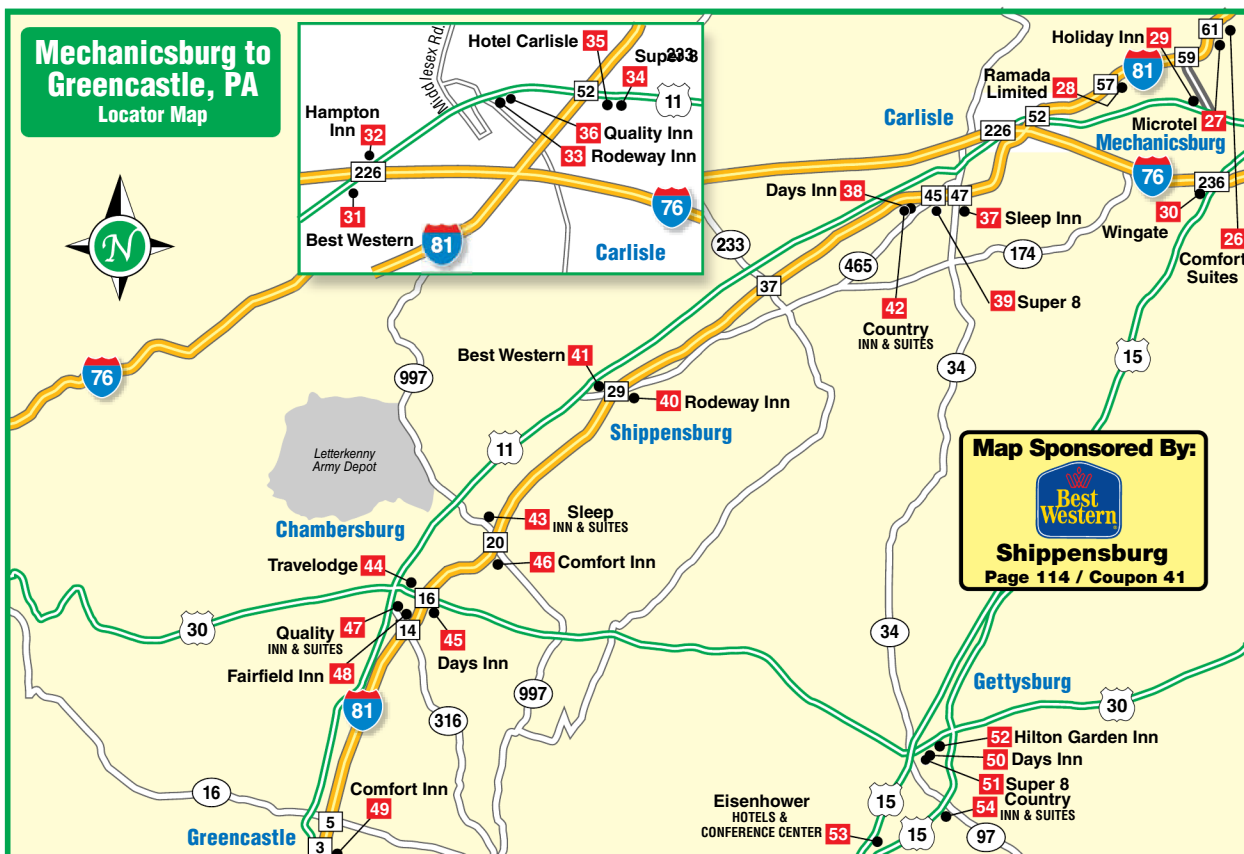 Mechanicsburg to
Greencastle, PA
Locator Map
N
Middlesex Rd.
Hotel Carlisle 35
Super 8
233
34
52
11
Hampton
Inn
32
36 Quality Inn
33 Rodeway Inn
226
31
Best Western
76
81
Carlisle
Holiday Inn 29
61
59
81
Ramada
Limited
28
57
Carlisle
52
226
Microtel 27
Mechanicsburg
76
236
Days Inn 38
45
47
37 Sleep Inn
30
Wingate
26
Comfort
Suites
233
465
174
37
42
Country
INN & SUITES
39 Super 8
15
76
997
Best Western 41
34
29
40 Rodeway Inn
Shippensburg
11
Letterkenny
Army Depot
Map Sponsored By:
Best
Western
Shippensburg
Page 114 / Coupon 41
43 Sleep
INN & SUITES
Chambersburg
20
46 Comfort Inn
Travelodge 44
16
30
Quality
INN & SUITES
47
14
45
Days Inn
Fairfield Inn 48
34
Gettysburg
997
81
316
30
52 Hilton Garden Inn
50 Days Inn
51 Super 8
54 Country
INN & SUITES
16
Comfort Inn
49
15
Eisenhower
HOTELS &
CONFERENCE CENTER 53
15
97
5
Greencastle
3